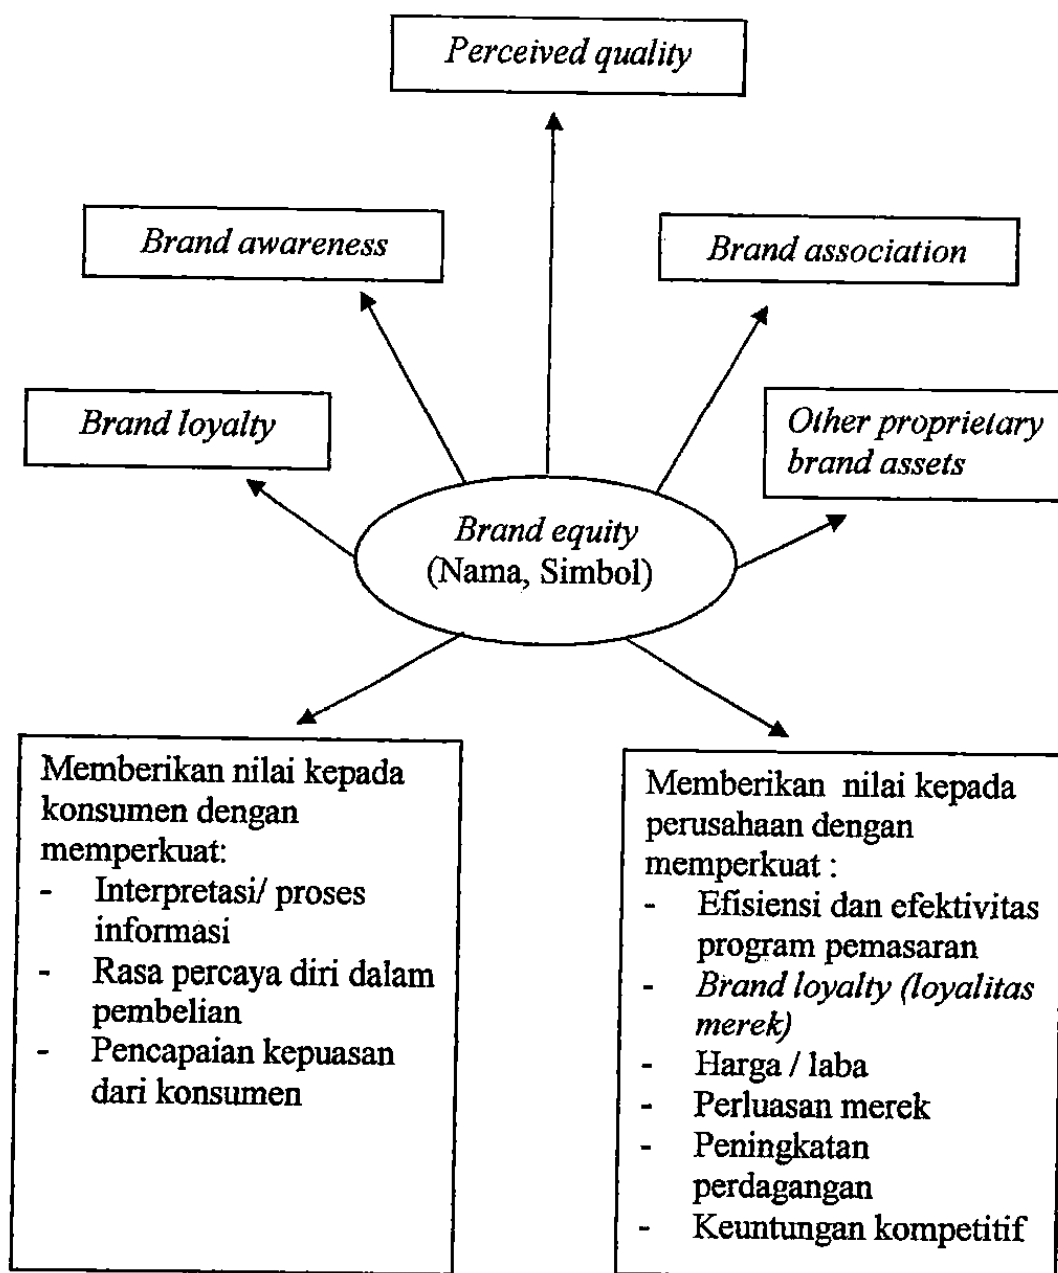 Perceived quality
Brand awareness
Brand association
Brand loyalty
Other proprietary
brand assets
Brand equity
(Nama, Simbol)
Memberikan nilai kepada
konsumen dengan
memperkuat:
- Interpretasi/ proses
informasi
- Rasa percaya diri dalam
pembelian
- Pencapaian kepuasan
dari konsumen
Memberikan nilai kepada
perusahaan dengan
memperkuat :
- Efisiensi dan efektivitas
program pemasaran
- Brand loyalty (loyalitas
merek)
- Harga / laba
- Perluasan merek
- Peningkatan
perdagangan
- Keuntungan kompetitif